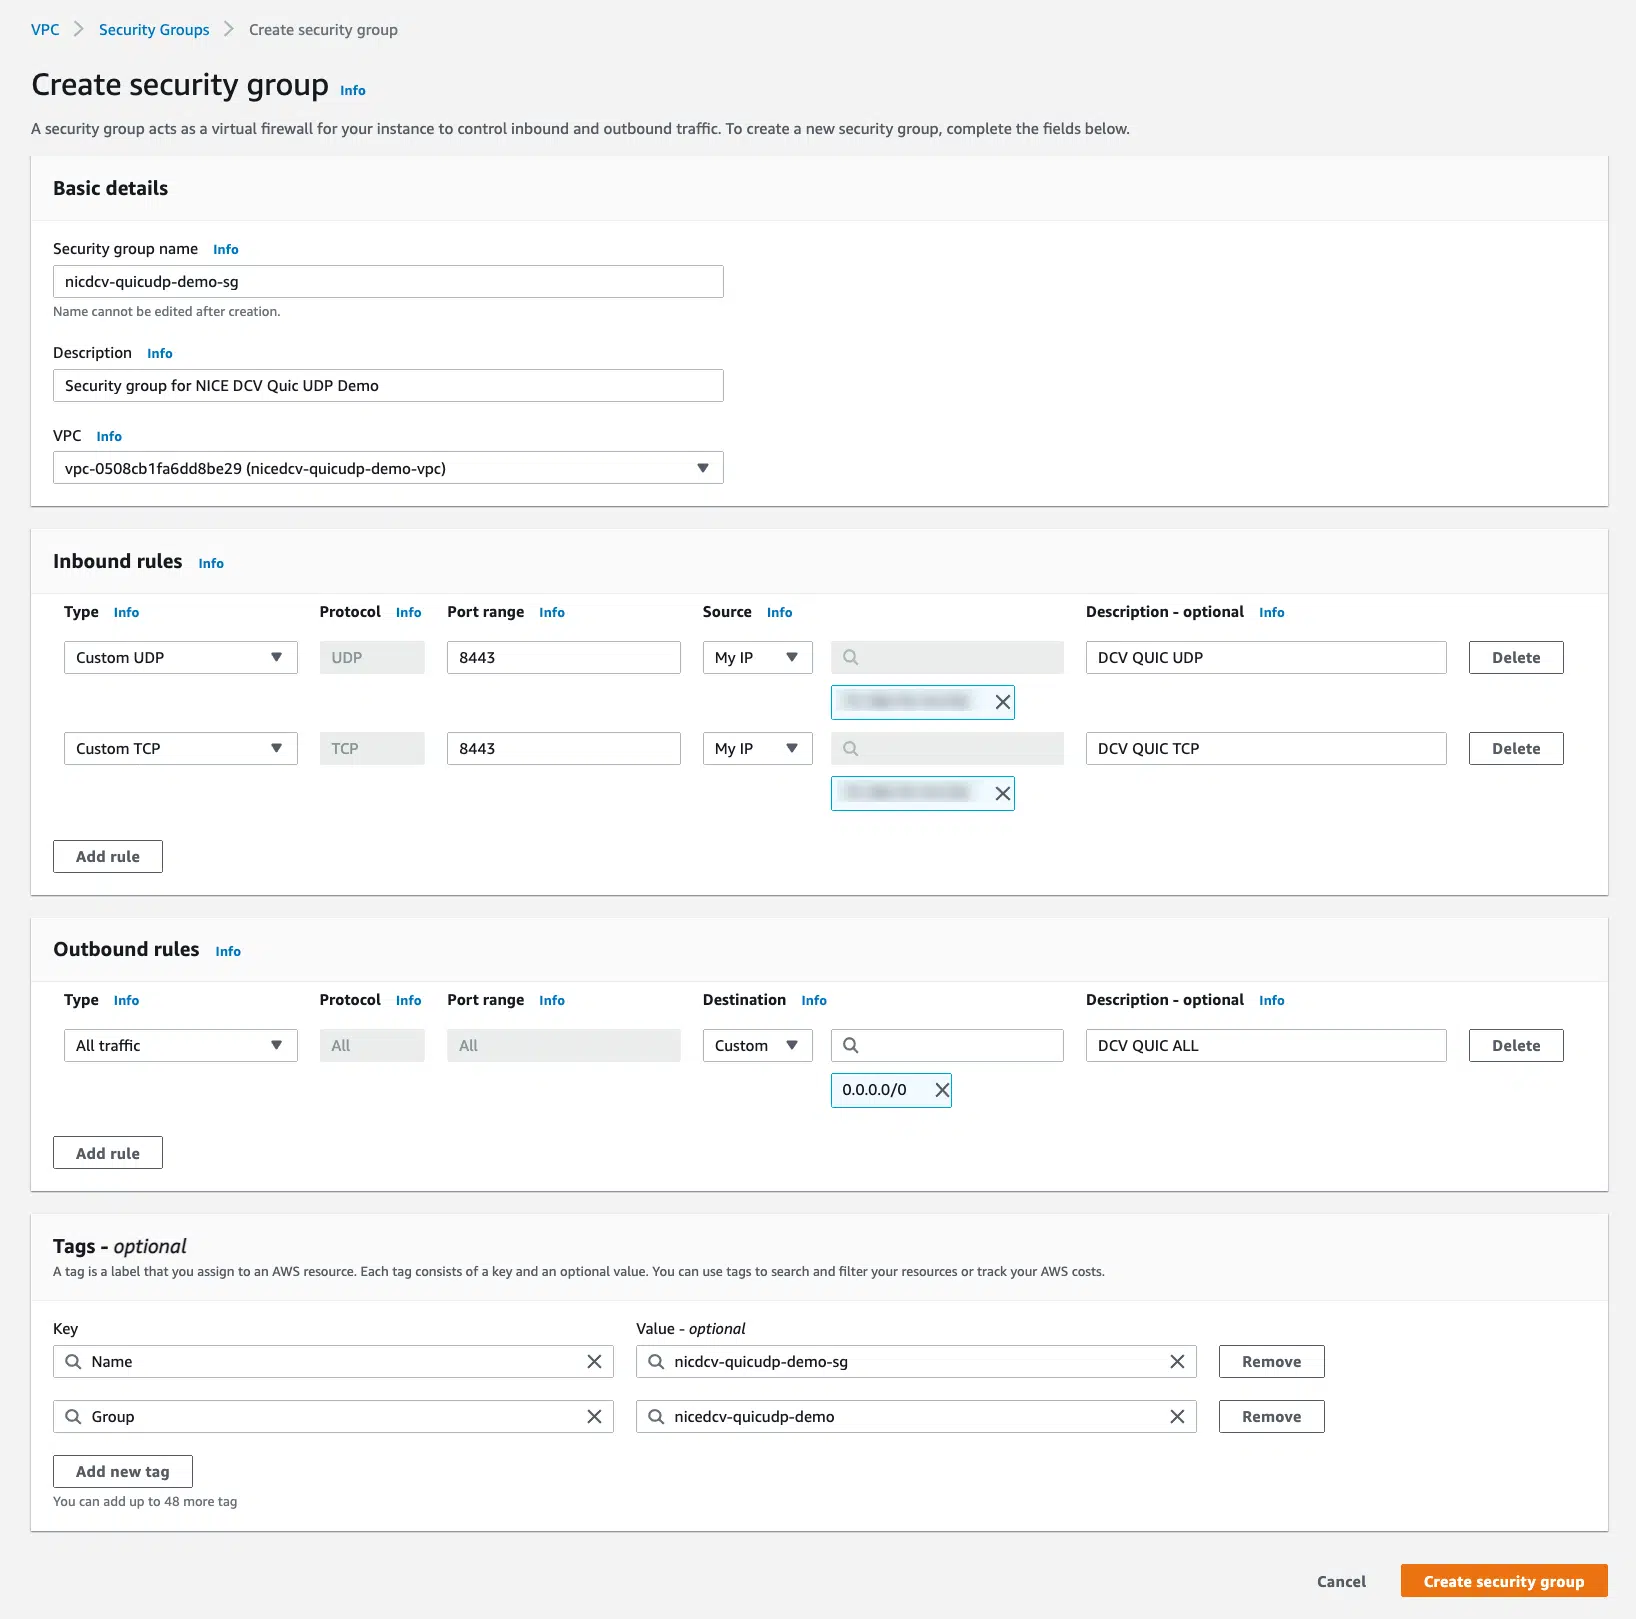 VPC > Security Groups > Create security group
Create security group Info
A security group acts as a virtual firewall for your instance to control inbound and outbound traffic. To create a new security group, complete the fields below.
Basic details
Security group name Info
nicdcv-quicudp-demo-sg
Name cannot be edited after creation.
Description Info
Security group for NICE DCV Quic UDP Demo
VPC Info
vpc-0508cb1fa6dd8be29 (nicedcv-quicudp-demo-vpc)
Inbound rules Info
Type Info Protocol Info Port range Info Source Info Description - optional Info
Custom UDP UDP 8443 My IP DCV QUIC UDP Delete
Custom TCP TCP 8443 My IP DCV QUIC TCP Delete
Add rule
Outbound rules Info
Type Info Protocol Info Port range Info Destination Info Description - optional Info
All traffic All All Custom DCV QUIC ALL Delete
0.0.0.0/0
Add rule
Tags - optional
A tag is a label that you assign to an AWS resource. Each tag consists of a key and an optional value. You can use tags to search and filter your resources or track your AWS costs.
Key Value - optional
Name nicdcv-quicudp-demo-sg Remove
Group nicedcv-quicudp-demo Remove
Add new tag
You can add up to 48 more tag
Cancel Create security group